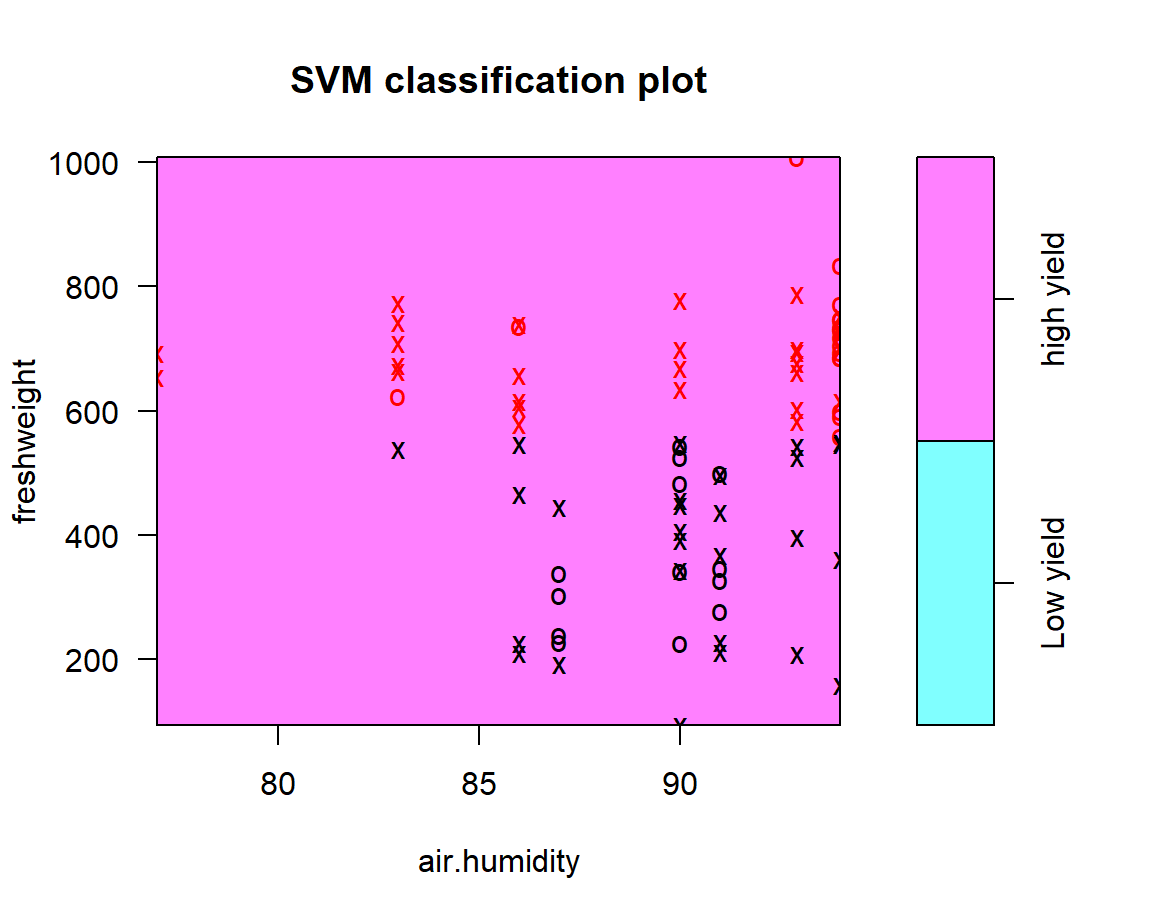 SVM classification plot
1000
800
600
400
200
freshweight
80 85 90
air.humidity
high yield
Low yield